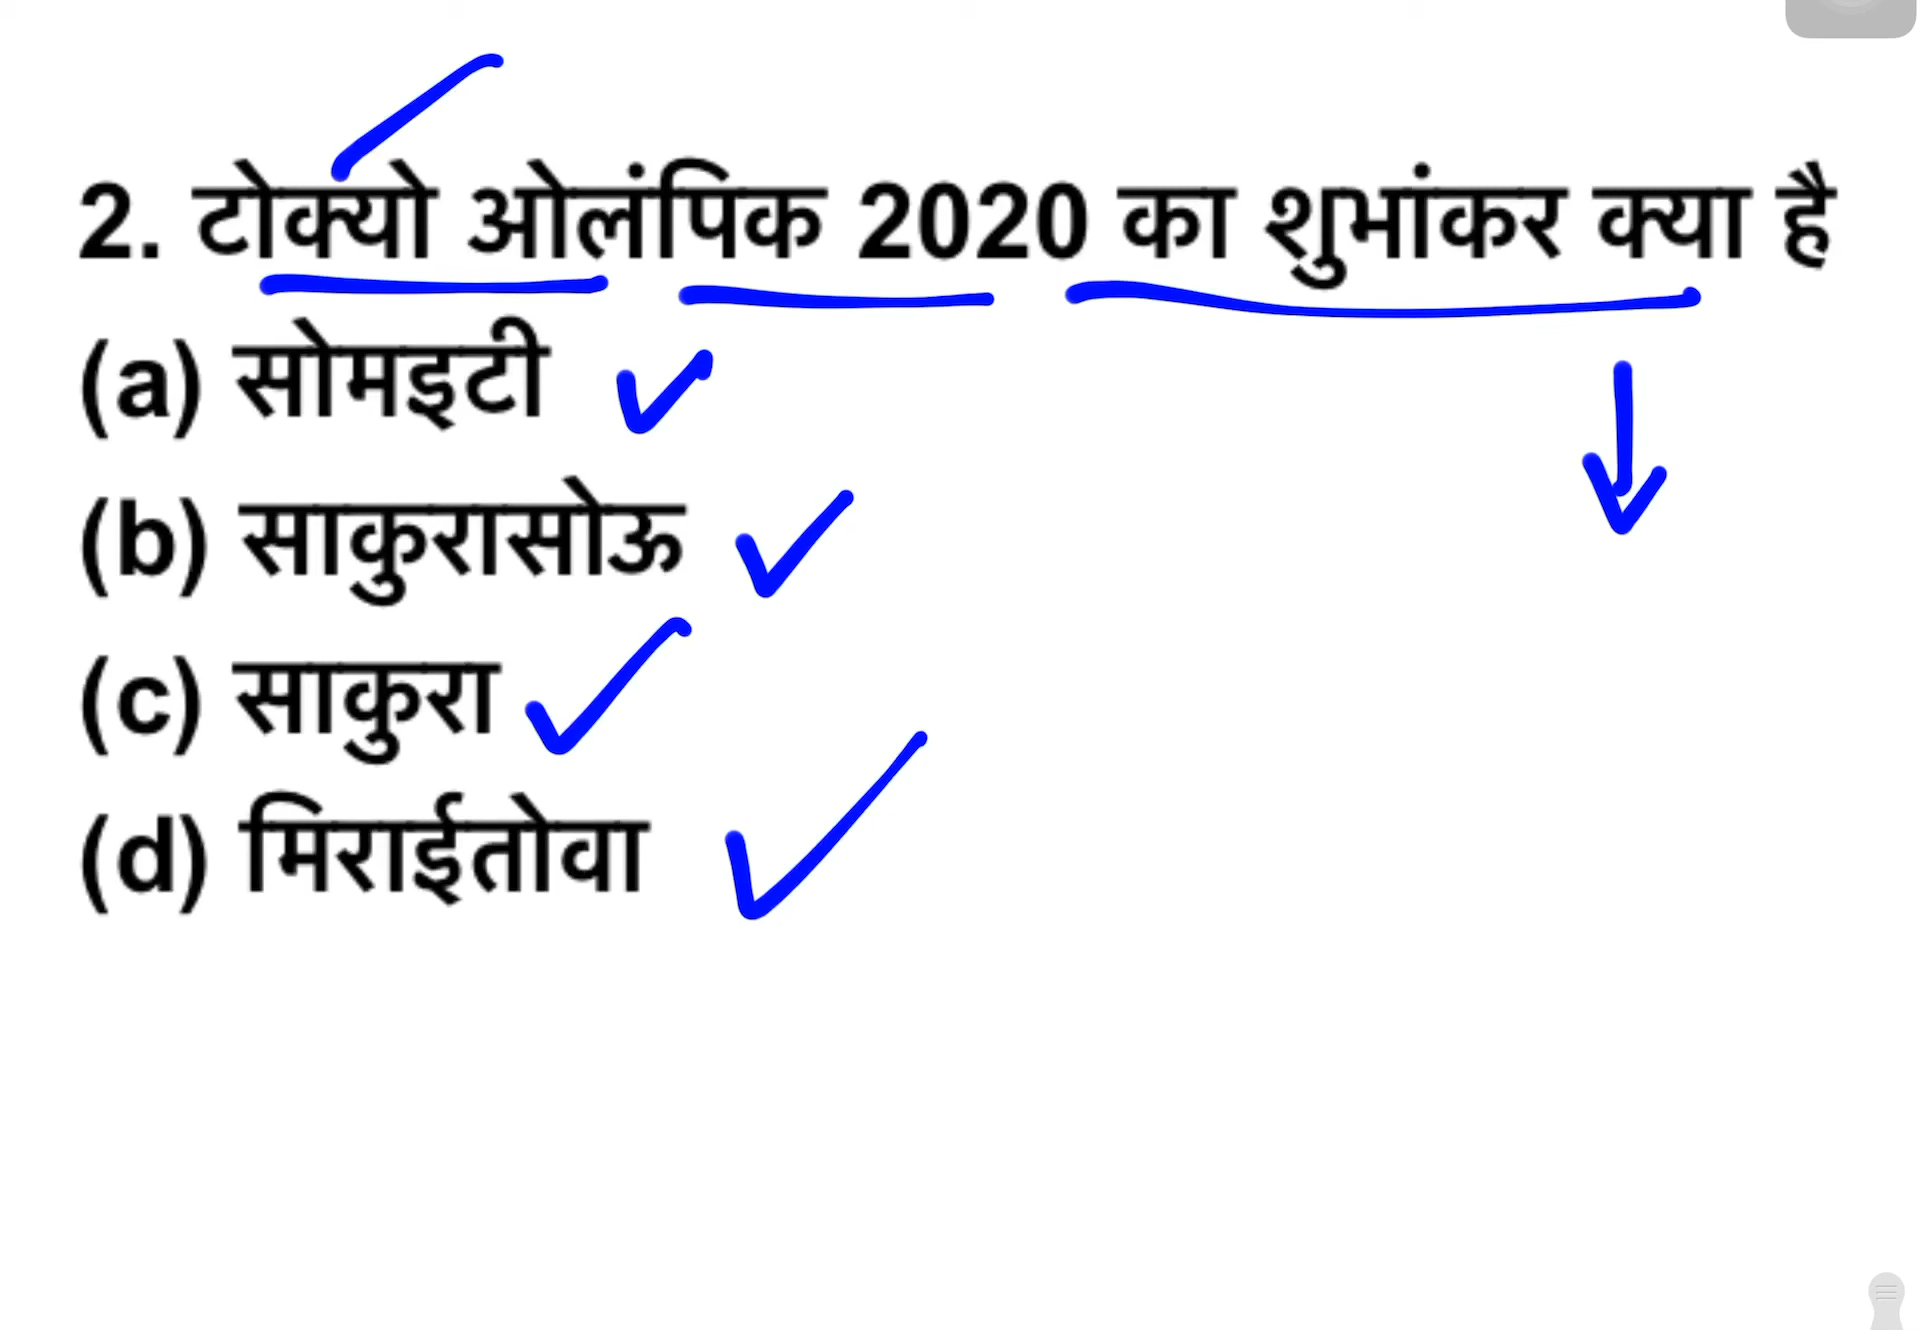 2. टोक्यो ओलंपिक 2020 का शुभांकर क्या है
(a) सोमइटी
(b) साकुरासोऊ
(c) साकुरा
(d) मिराईतोवा